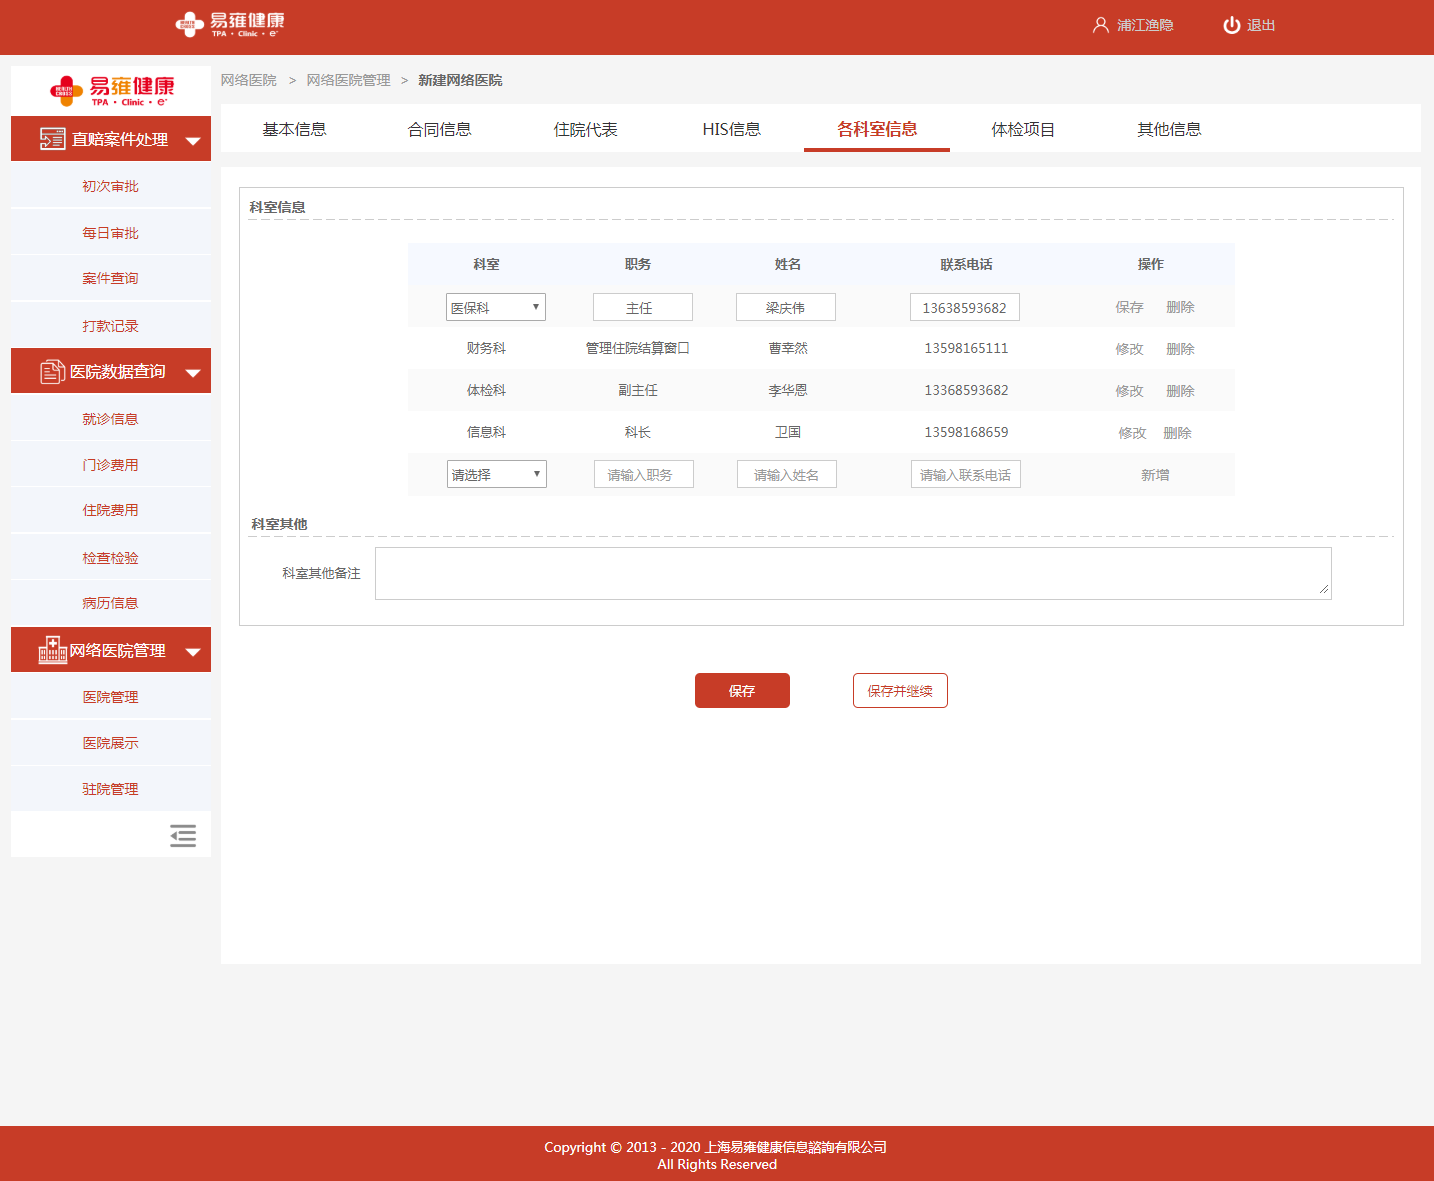 易雍健康
TPA · Clinic · e⁺
浦江渔隐
退出
易雍健康
TPA · Clinic · e⁺
网络医院 > 网络医院管理 > 新建网络医院
直赔案件处理
初次审批
每日审批
案件查询
打款记录
医院数据查询
就诊信息
门诊费用
住院费用
检查检验
病历信息
网络医院管理
医院管理
医院展示
驻院管理
基本信息 合同信息 住院代表 HIS信息 各科室信息 体检项目 其他信息
科室信息
科室 职务 姓名 联系电话 操作
医保科 主任 梁庆伟 13638593682 保存 删除
财务科 管理住院结算窗口 曹幸然 13598165111 修改 删除
体检科 副主任 李华恩 13368593682 修改 删除
信息科 科长 卫国 13598168659 修改 删除
请选择 请输入职务 请输入姓名 请输入联系电话 新增
科室其他
科室其他备注
保存 保存并继续
Copyright © 2013 - 2020 上海易雍健康信息諮詢有限公司
All Rights Reserved